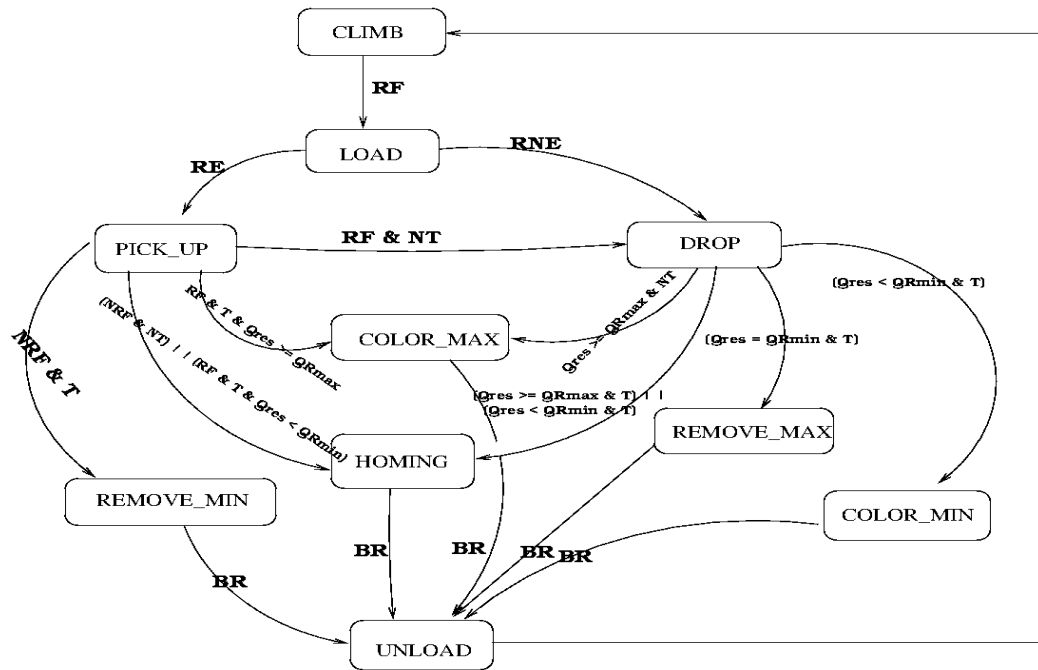 CLIMB
RF
LOAD
RE
RNE
PICK_UP
RF & NT
DROP
(Qres < QRmin & T)
RF & T & Qres >= QRmax
Qres >= QRmax & NT
COLOR_MAX
(Qres = QRmin & T)
NRF & T
(NRF & NT) | | (RF & T & Qres < QRmin)
(Qres >= QRmax & T) | |
(Qres < QRmin & T)
REMOVE_MAX
HOMING
REMOVE_MIN
COLOR_MIN
BR
BR
BR
BR
BR
UNLOAD